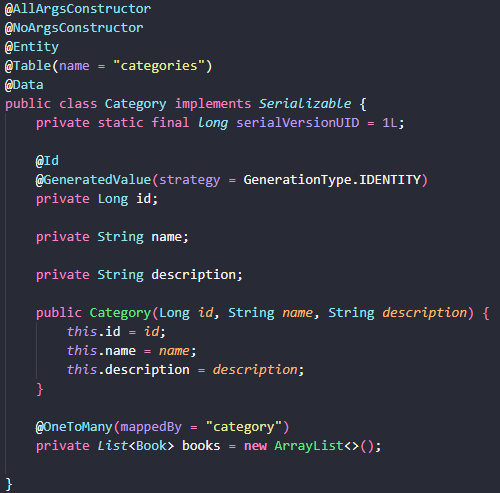 @AllArgsConstructor
@NoArgsConstructor
@Entity
@Table(name = "categories")
@Data
public class Category implements Serializable {
    private static final long serialVersionUID = 1L;

    @Id
    @GeneratedValue(strategy = GenerationType.IDENTITY)
    private Long id;

    private String name;

    private String description;

    public Category(Long id, String name, String description) {
        this.id = id;
        this.name = name;
        this.description = description;
    }

    @OneToMany(mappedBy = "category")
    private List<Book> books = new ArrayList<>();

}